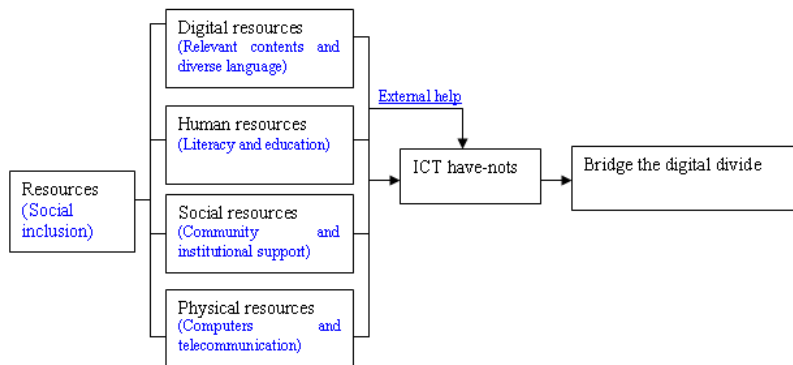 Digital resources
(Relevant contents and
diverse language)
External help
Human resources
(Literacy and education)
ICT have-nots
Bridge the digital divide
Resources
(Social
inclusion)
Social resources
(Community and
institutional support)
Physical resources
(Computers and
telecommunication)